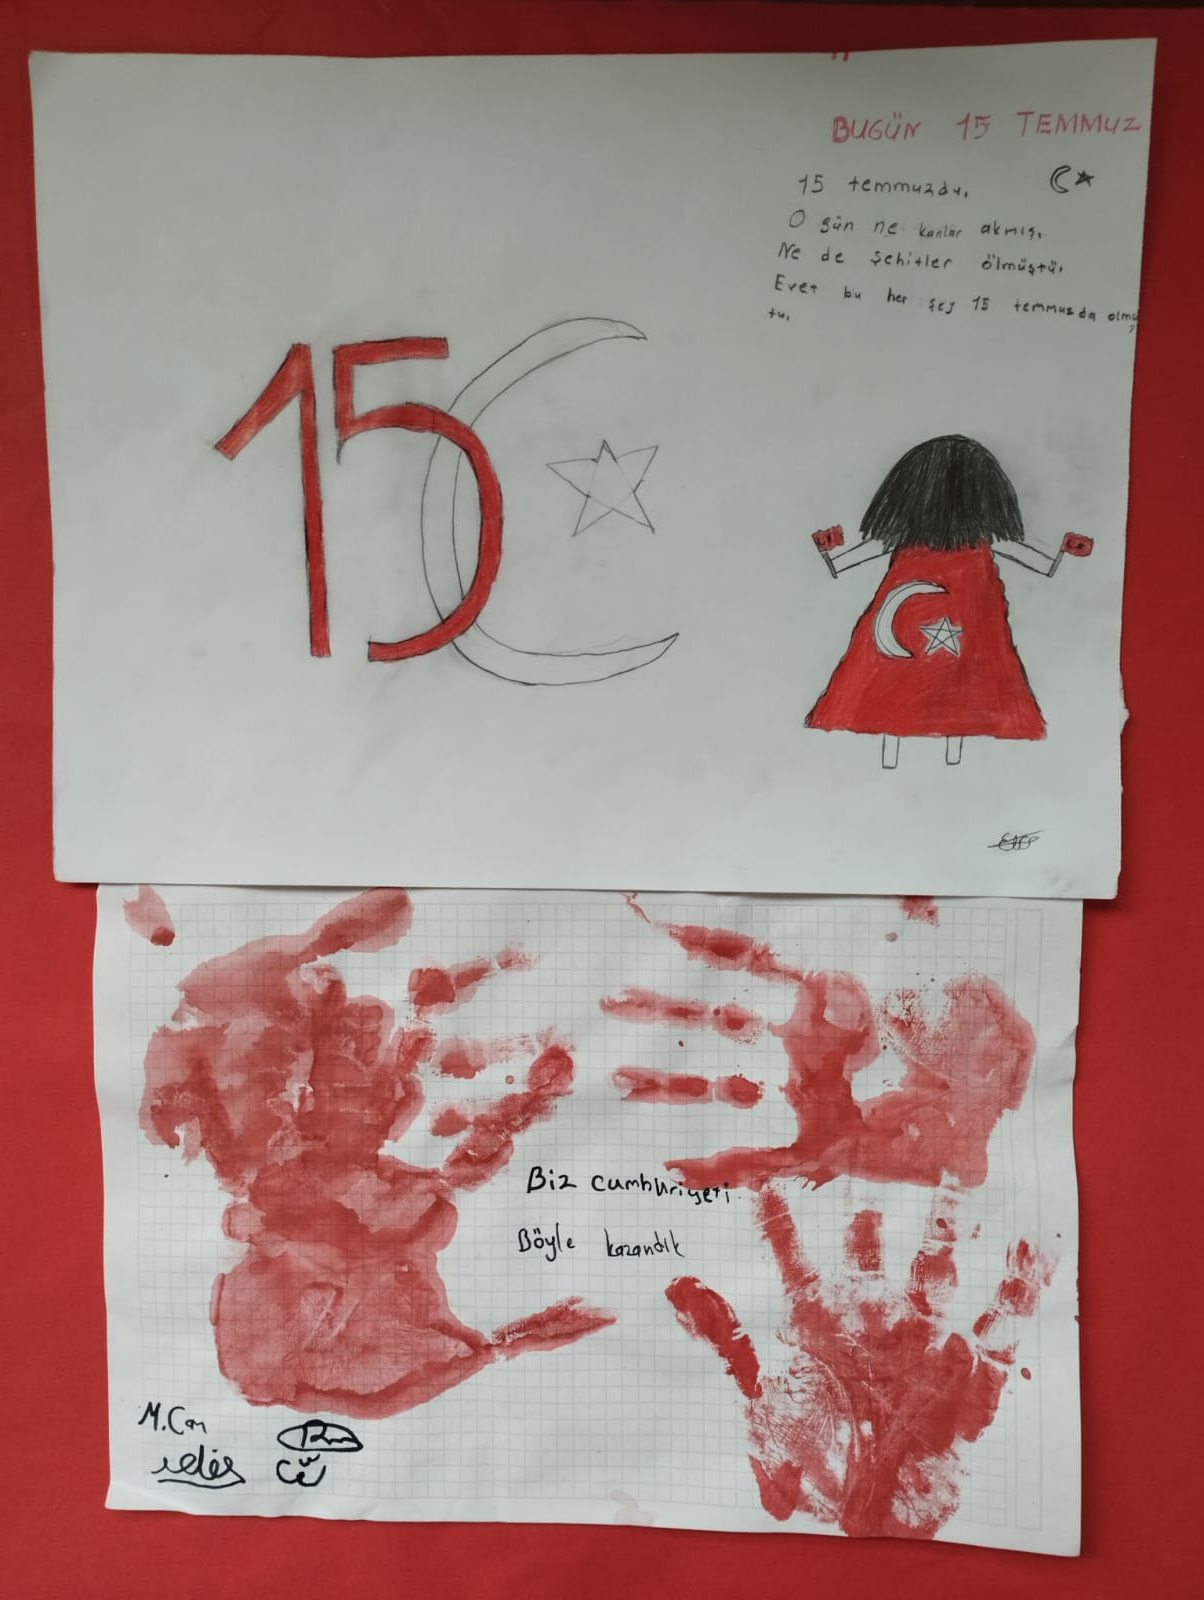 BUGÜN 15 TEMMUZ
15 temmuzdu.
O gün ne kanlar akmış.
Ne de Şehitler ölmüştü.
Evet bu her şey 15 temmuzda olmuş
tu.
15
Biz cumhuriyeti
Böyle kazandık
M.Can